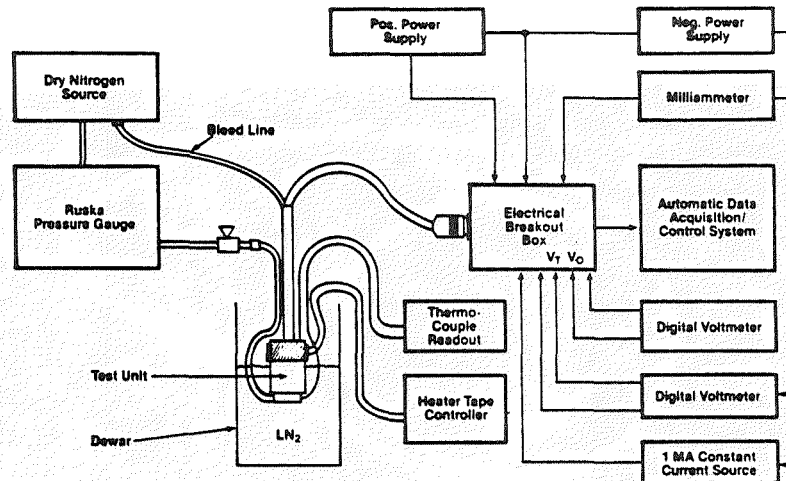 Pos. Power
Supply
Neg. Power
Supply
Dry Nitrogen
Source
Milliammeter
Bleed Line
Ruska
Pressure Gauge
Electrical
Breakout
Box
VT VO
Automatic Data
Acquisition/
Control System
Thermo-
Couple
Readout
Digital Voltmeter
Test Unit
Heater Tape
Controller
Digital Voltmeter
Dewar
LN2
1 MA Constant
Current Source